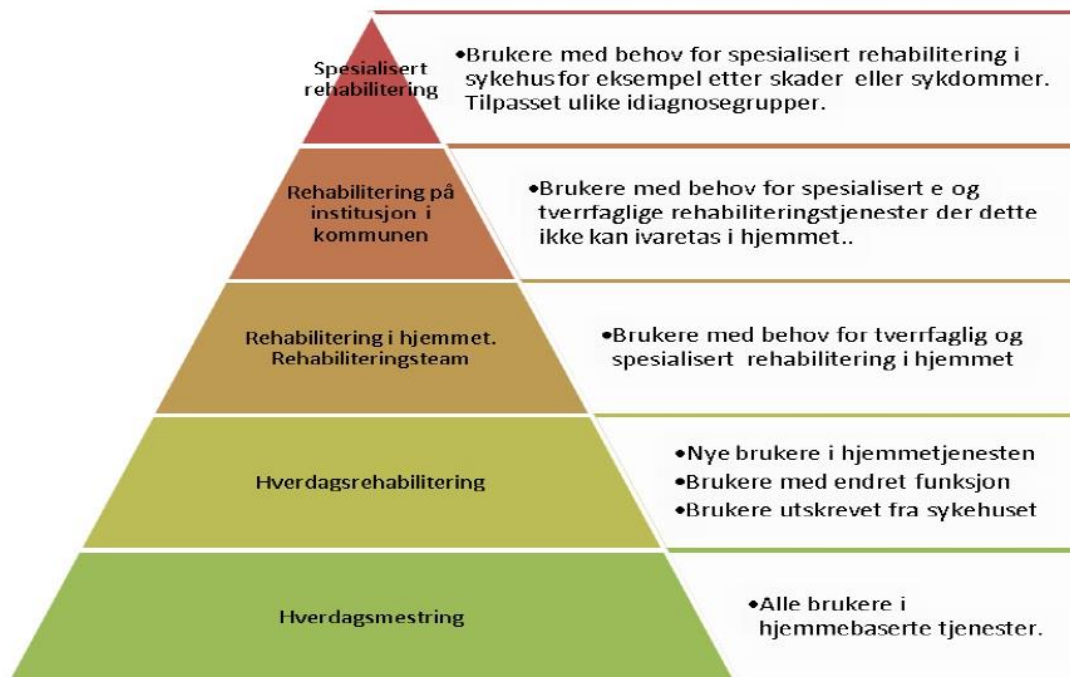 Spesialisert
rehabilitering
•Brukere med behov for spesialisert rehabilitering i
sykehus for eksempel etter skader eller sykdommer.
Tilpasset ulike idiagnosegrupper.
Rehabilitering på
institusjon i
kommunen
•Brukere med behov for spesialisert e og
tverrfaglige rehabiliteringstjenester der dette
ikke kan ivaretas i hjemmet..
Rehabilitering i hjemmet.
Rehabiliteringsteam
•Brukere med behov for tverrfaglig og
spesialisert rehabilitering i hjemmet
Hverdagsrehabilitering
•Nye brukere i hjemmetjenesten
•Brukere med endret funksjon
•Brukere utskrevet fra sykehuset
Hverdagsmestring
•Alle brukere i
hjemmebaserte tjenester.